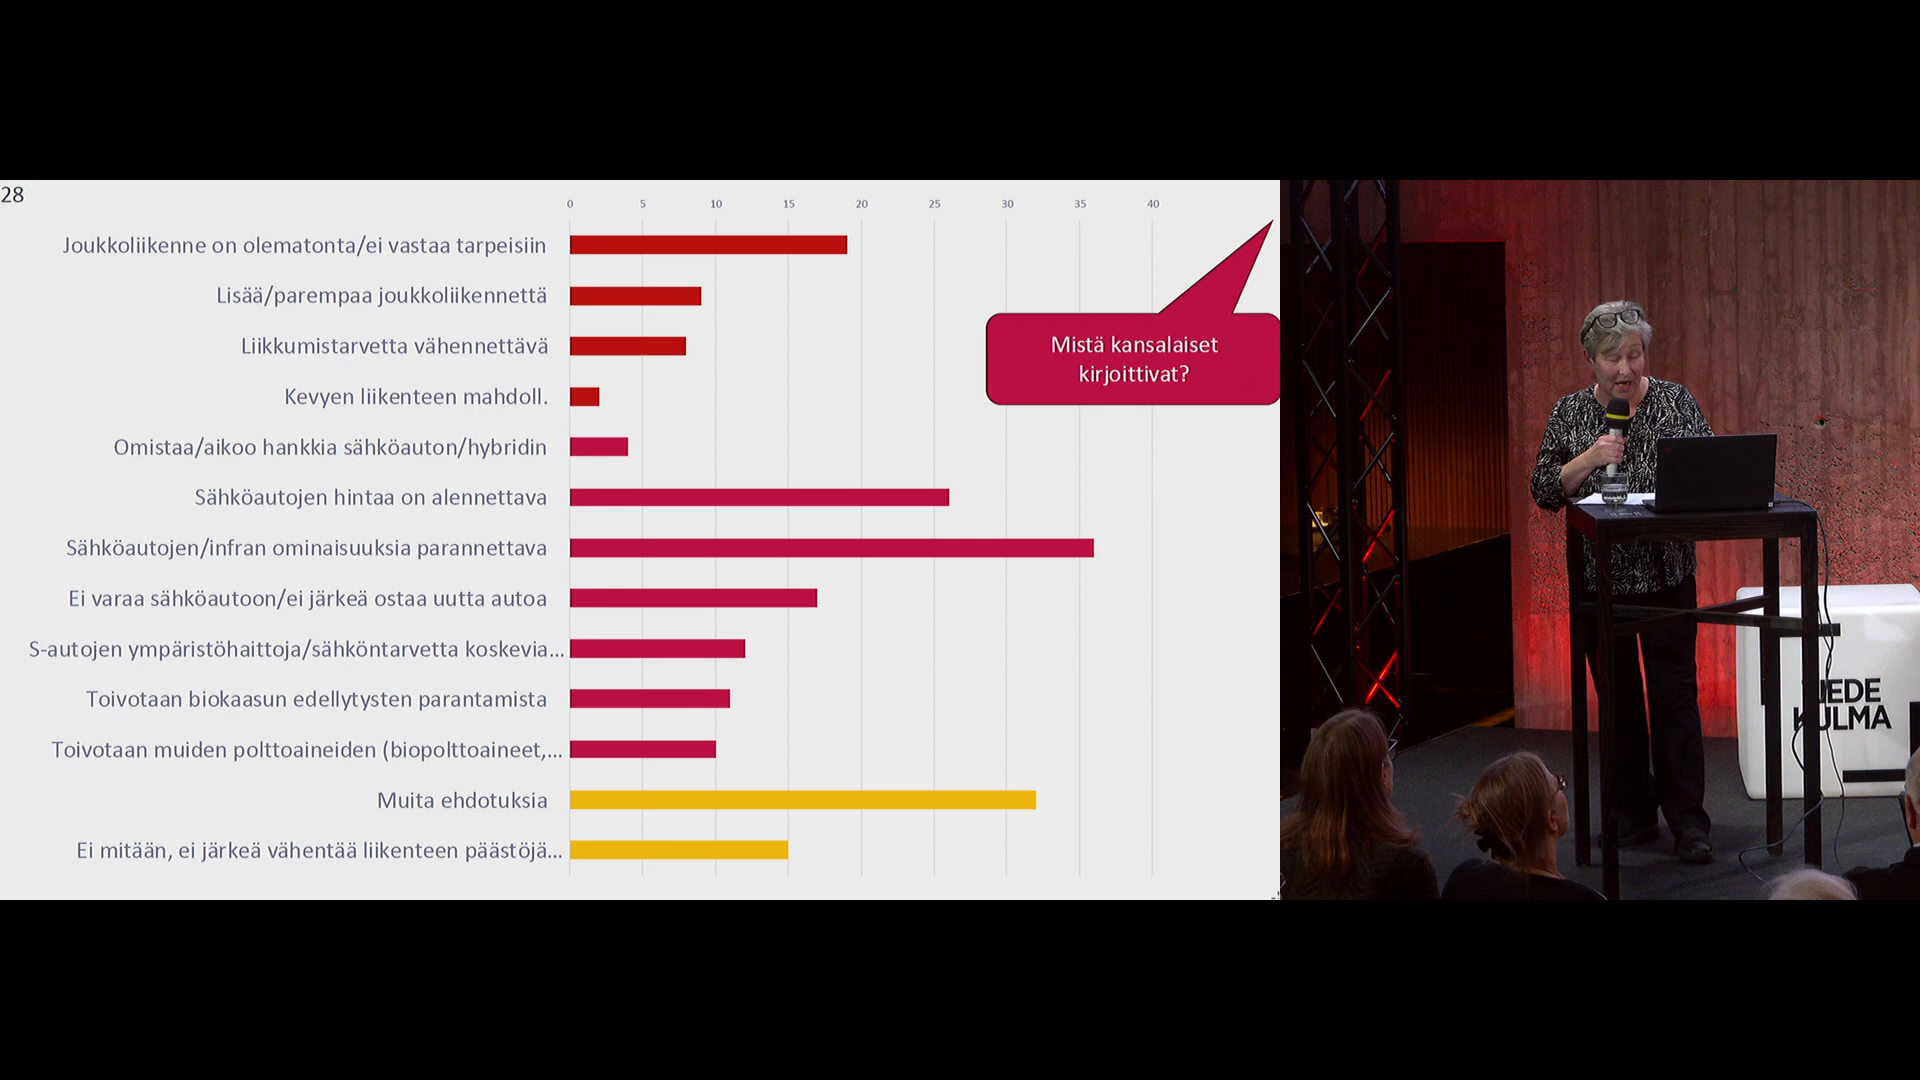 28
0 5 10 15 20 25 30 35 40
Joukkoliikenne on olematonta/ei vastaa tarpeisiin
Lisää/parempaa joukkoliikennettä
Liikkumistarvetta vähennettävä
Kevyen liikenteen mahdoll.
Omistaa/aikoo hankkia sähköauton/hybridin
Sähköautojen hintaa on alennettava
Sähköautojen/infran ominaisuuksia parannettava
Ei varaa sähköautoon/ei järkeä ostaa uutta autoa
S-autojen ympäristöhaittoja/sähköntarvetta koskevia...
Toivotaan biokaasun edellytysten parantamista
Toivotaan muiden polttoaineiden (biopolttoaineet,...
Muita ehdotuksia
Ei mitään, ei järkeä vähentää liikenteen päästöjä...
Mistä kansalaiset
kirjoittivat?